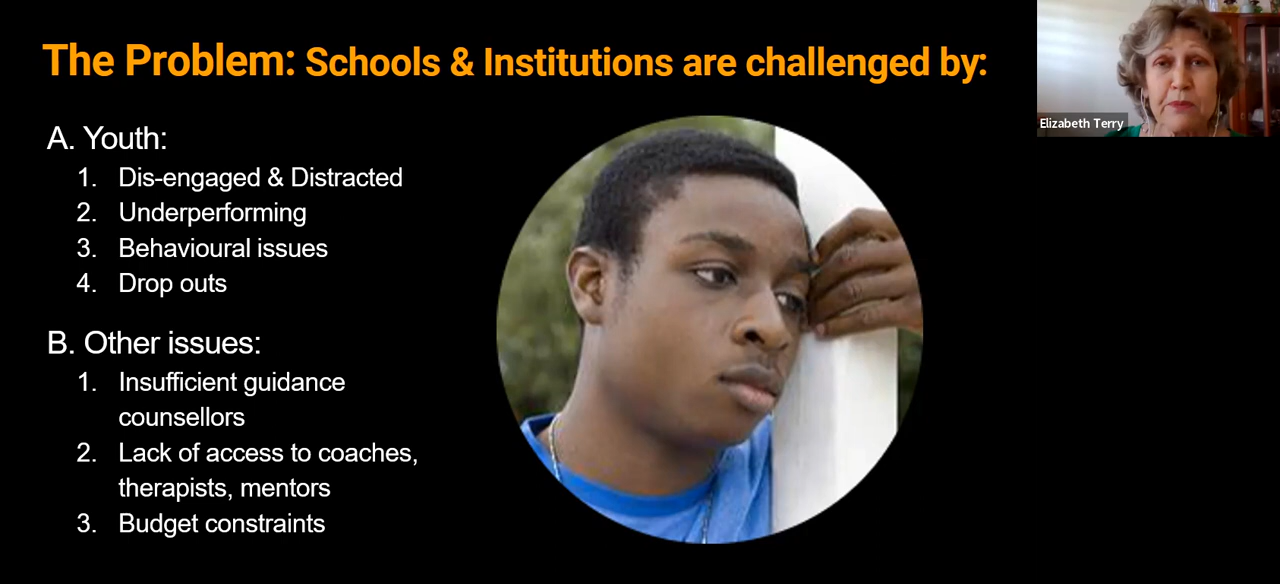 The Problem: Schools & Institutions are challenged by:
Elizabeth Terry
A. Youth:
1. Dis-engaged & Distracted
2. Underperforming
3. Behavioural issues
4. Drop outs
B. Other issues:
1. Insufficient guidance
counsellors
2. Lack of access to coaches,
therapists, mentors
3. Budget constraints